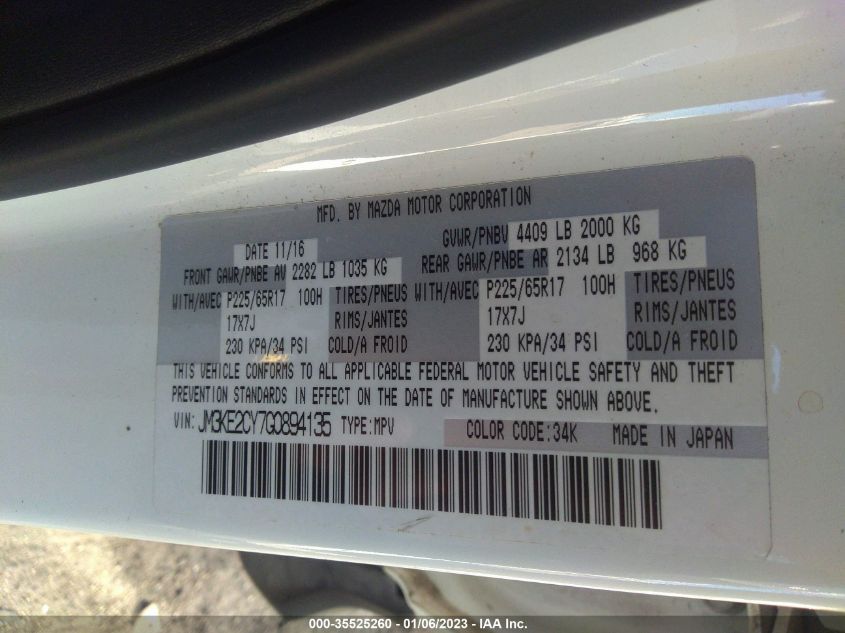 MFD. BY MAZDA MOTOR CORPORATION
DATE 11/16 GVWR/PNBV 4409 LB 2000 KG
FRONT GAWR/PNBE AV 2282 LB 1035 KG REAR GAWR/PNBE AR 2134 LB 968 KG
WITH/AVEC P225/65R17 100H TIRES/PNEUS WITH/AVEC P225/65R17 100H TIRES/PNEUS
17X7J RIMS/JANTES 17X7J RIMS/JANTES
230 KPA/34 PSI COLD/A FROID 230 KPA/34 PSI COLD/A FROID
THIS VEHICLE CONFORMS TO ALL APPLICABLE FEDERAL MOTOR VEHICLE SAFETY AND THEFT
PREVENTION STANDARDS IN EFFECT ON THE DATE OF MANUFACTURE SHOWN ABOVE.
VIN: JM3KE2CY7G0894135 TYPE:MPV COLOR CODE:34K MADE IN JAPAN
000-35525260 - 01/06/2023 - IAA Inc.